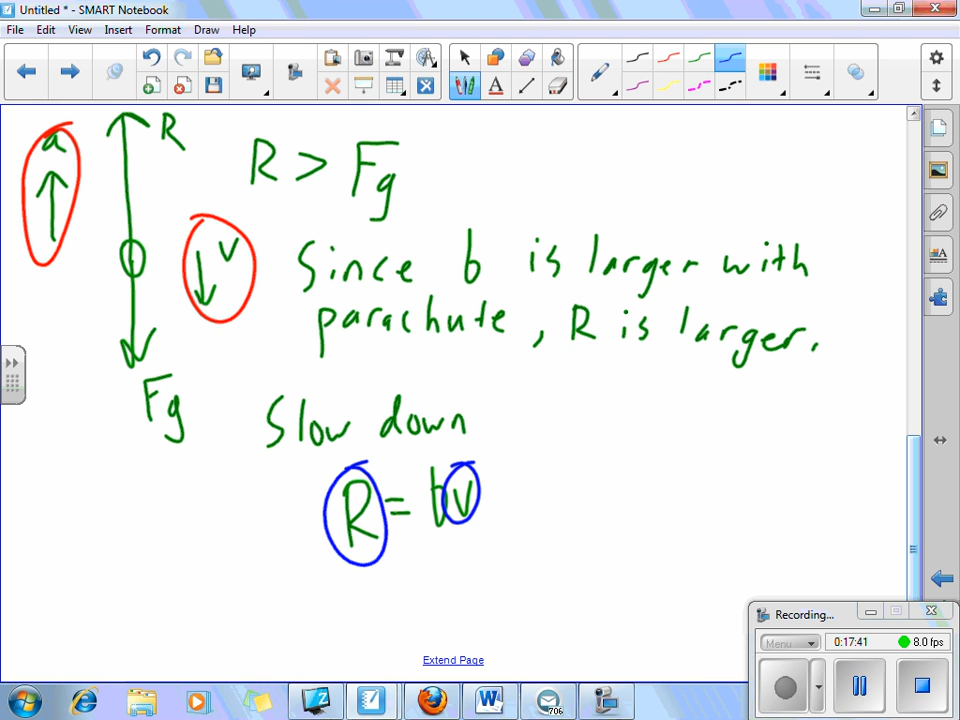 Untitled * - SMART Notebook
File Edit View Insert Format Draw Help
a
R
R > Fg
v
Since b is larger with
parachute, R is larger.
Fg
Slow down
R = bv
Extend Page
Recording...
Menu
0:17:41
8.0 fps
706